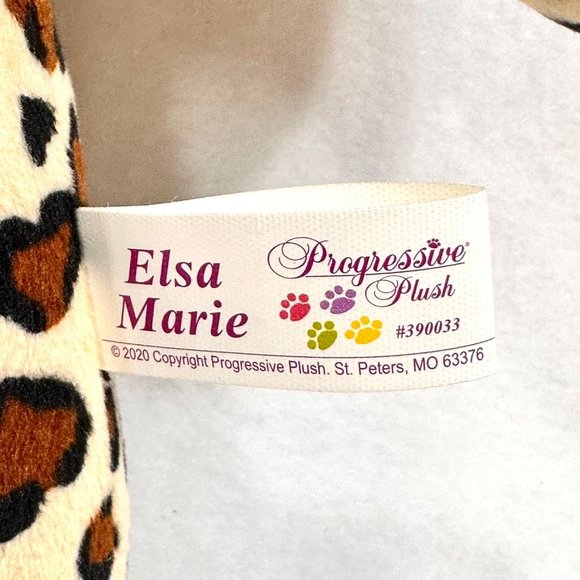 Elsa
Marie
Progressive®
Plush
#390033
© 2020 Copyright Progressive Plush. St. Peters, MO 63376